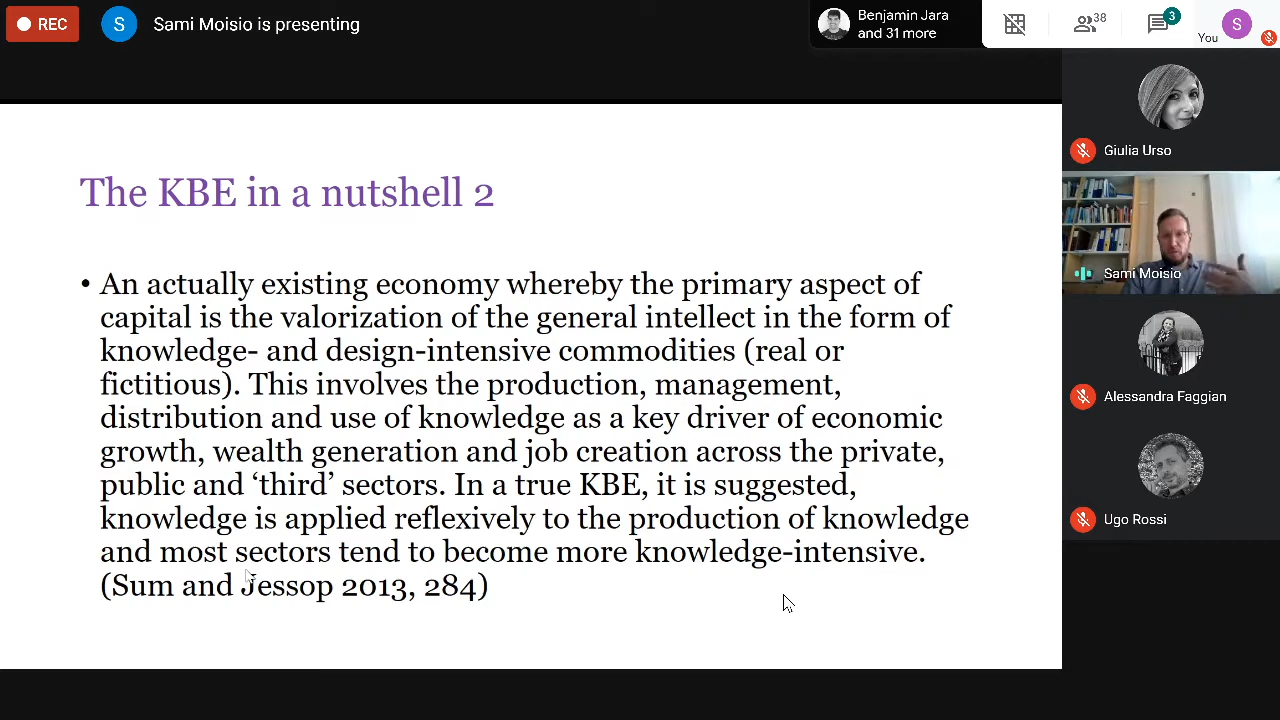 REC
S
Sami Moisio is presenting
Benjamin Jara
and 31 more
38
3
You
S
Giulia Urso
Sami Moisio
Alessandra Faggian
Ugo Rossi
The KBE in a nutshell 2
• An actually existing economy whereby the primary aspect of
capital is the valorization of the general intellect in the form of
knowledge- and design-intensive commodities (real or
fictitious). This involves the production, management,
distribution and use of knowledge as a key driver of economic
growth, wealth generation and job creation across the private,
public and ‘third’ sectors. In a true KBE, it is suggested,
knowledge is applied reflexively to the production of knowledge
and most sectors tend to become more knowledge-intensive.
(Sum and Jessop 2013, 284)